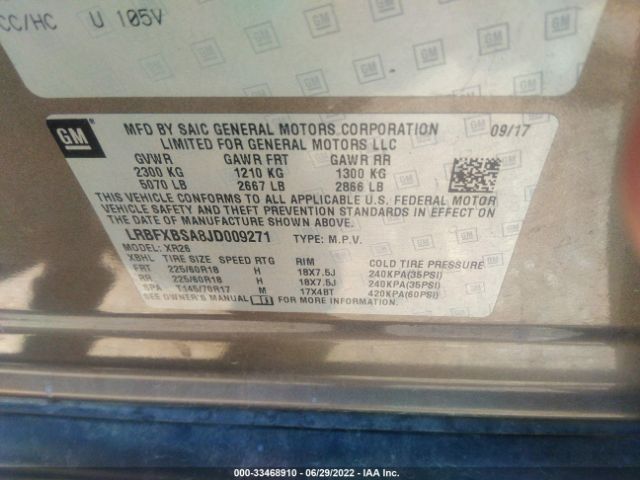 CC/HC U 105V
GM
MFD BY SAIC GENERAL MOTORS CORPORATION 09/17
LIMITED FOR GENERAL MOTORS LLC
GVWR GAWR FRT GAWR RR
2300 KG 1210 KG 1300 KG
5070 LB 2667 LB 2866 LB
THIS VEHICLE CONFORMS TO ALL APPLICABLE U.S. FEDERAL MOTOR
VEHICLE SAFETY BUMPER AND THEFT PREVENTION STANDARDS IN EFFECT
ON THE DATE OF MANUFACTURE SHOWN ABOVE.
LRBFXBSA8JD009271 TYPE: M.P.V.
MODEL: XR26
XBHL TIRE SIZE SPEED RTG RIM COLD TIRE PRESSURE
FRT 225/60R18 H 18X7.5J 240KPA(35PSI)
RR 225/60R18 H 18X7.5J 240KPA(35PSI)
SPA T145/70R17 M 17X4BT 420KPA(60PSI)
SEE OWNER'S MANUAL FOR MORE INFORMATION.
000-33468910 / 06/29/2022 / IAA Inc.